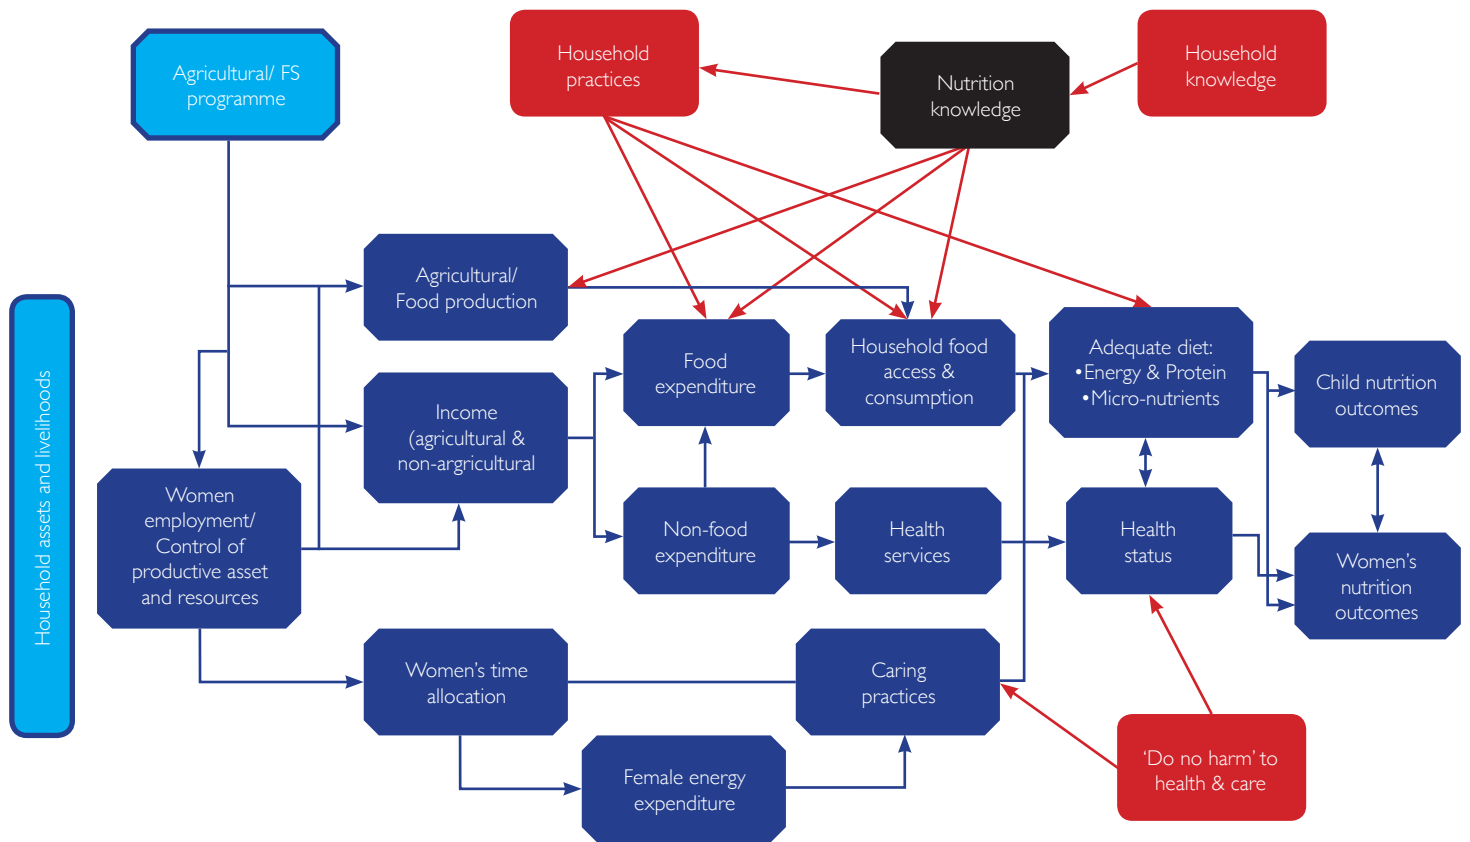 Agricultural/ FS
programme
Household
practices
Nutrition
knowledge
Household
knowledge
Household assets and livelihoods
Agricultural/
Food production
Income
(agricultural &
non-argricultural
Women
employment/
Control of
productive asset
and resources
Food
expenditure
Household food
access &
consumption
Adequate diet:
•Energy & Protein
•Micro-nutrients
Child nutrition
outcomes
Non-food
expenditure
Health
services
Health
status
Women’s
nutrition
outcomes
Women’s time
allocation
Caring
practices
Female energy
expenditure
‘Do no harm’ to
health & care